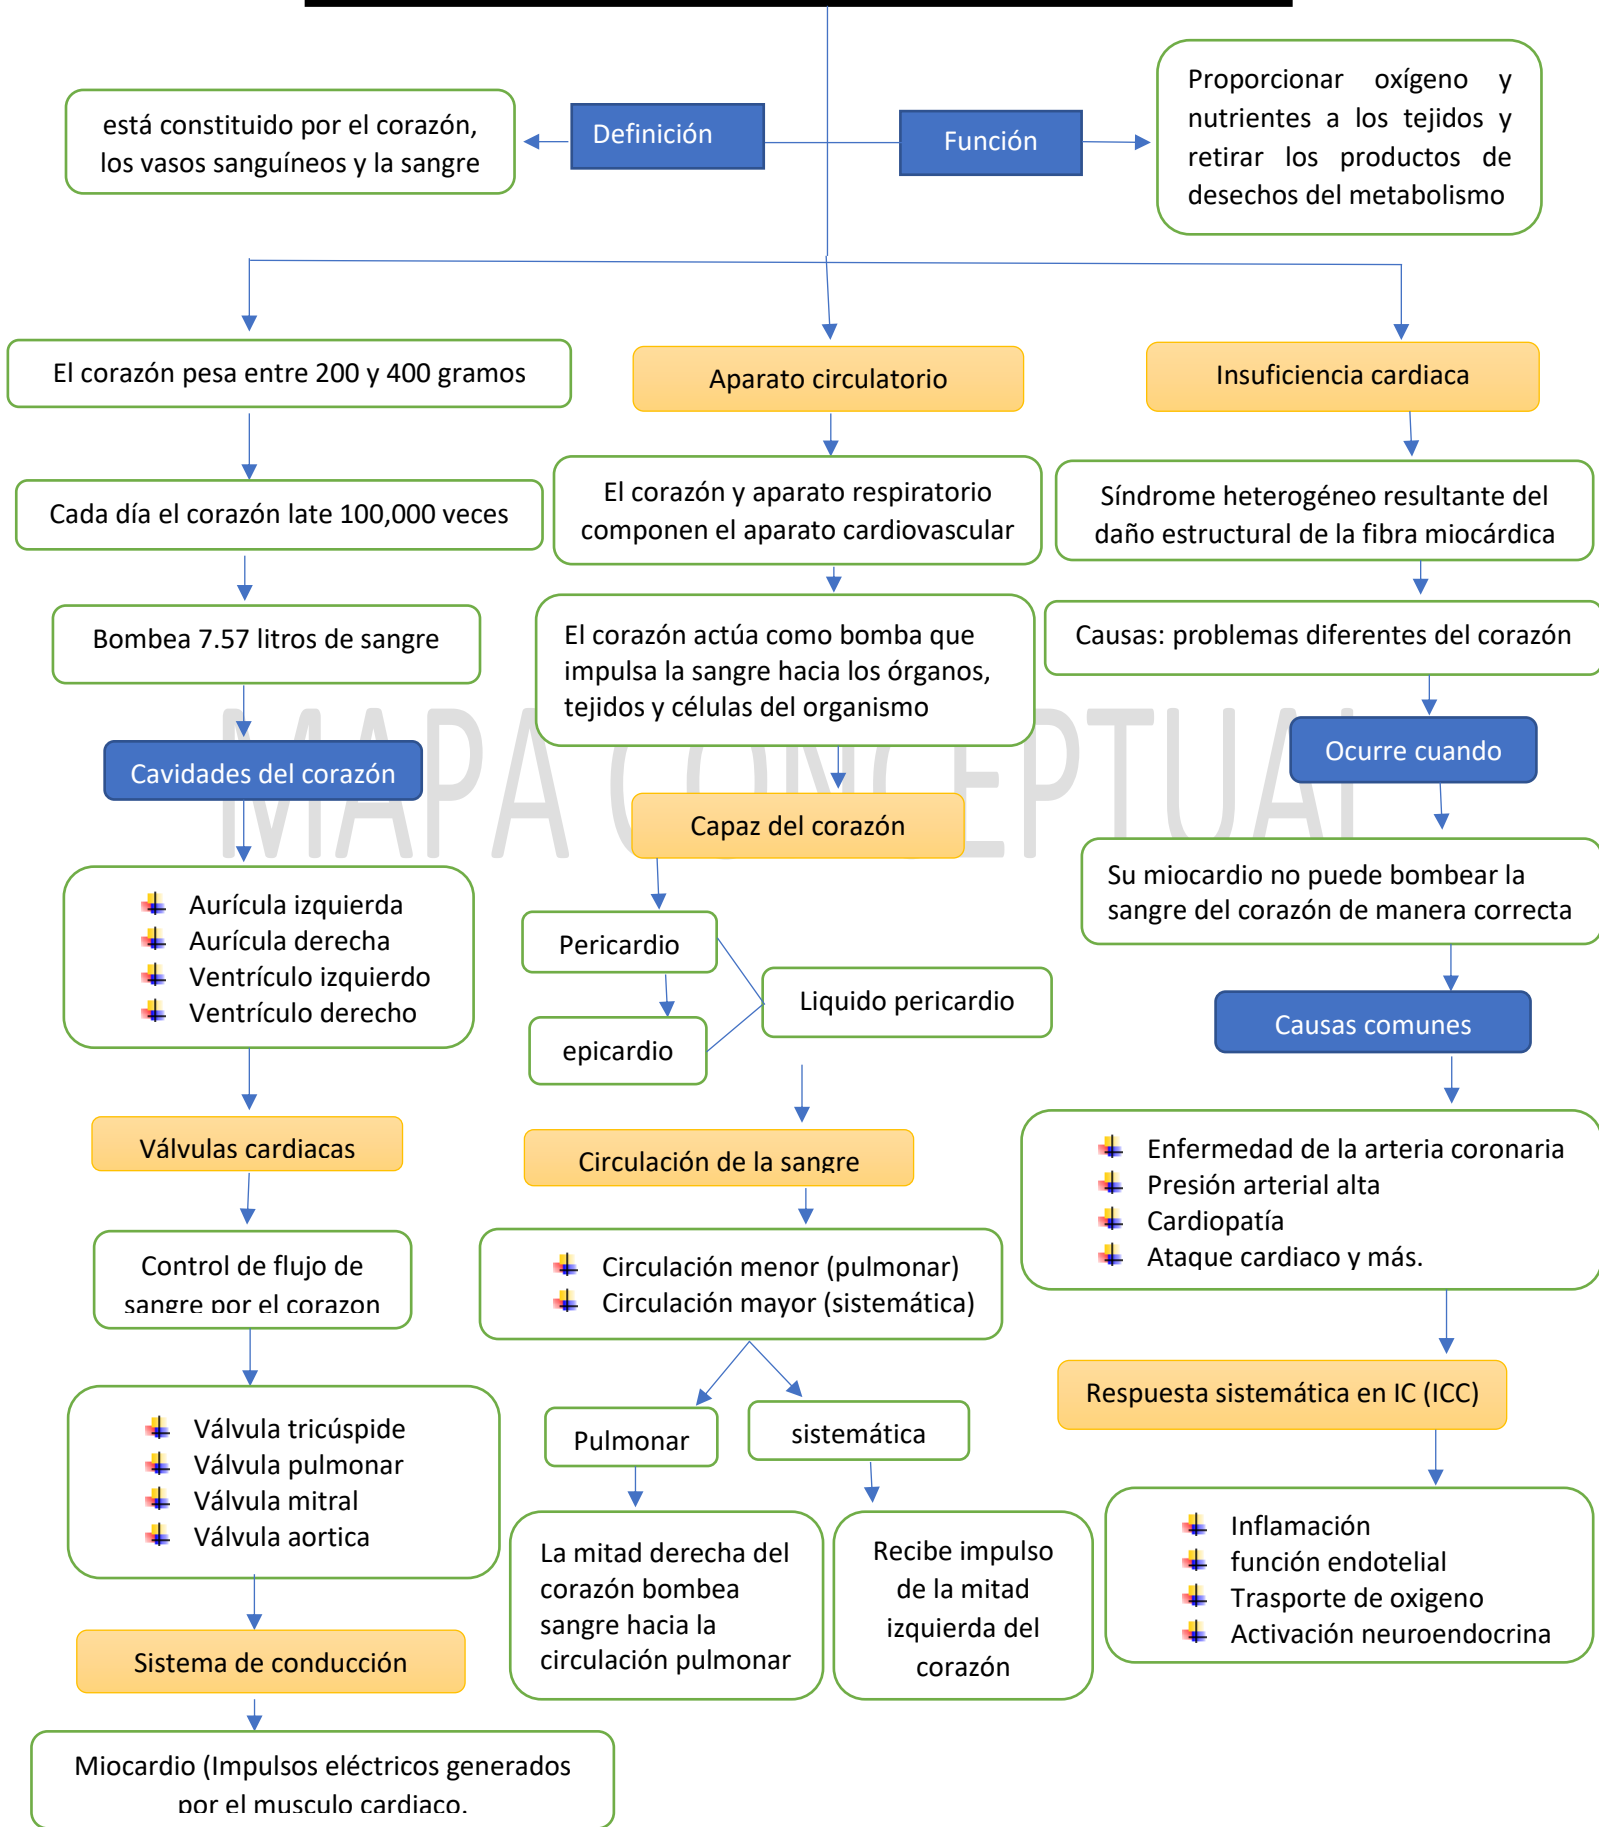 está constituido por el corazón,
los vasos sanguíneos y la sangre
Definición
Función
Proporcionar oxígeno y
nutrientes a los tejidos y
retirar los productos de
desechos del metabolismo
El corazón pesa entre 200 y 400 gramos
Cada día el corazón late 100,000 veces
Bombea 7.57 litros de sangre
Cavidades del corazón
Aurícula izquierda
Aurícula derecha
Ventrículo izquierdo
Ventrículo derecho
Válvulas cardiacas
Control de flujo de
sangre por el corazon
Válvula tricúspide
Válvula pulmonar
Válvula mitral
Válvula aortica
Sistema de conducción
Miocardio (Impulsos eléctricos generados
por el musculo cardiaco.
Aparato circulatorio
El corazón y aparato respiratorio
componen el aparato cardiovascular
El corazón actúa como bomba que
impulsa la sangre hacia los órganos,
tejidos y células del organismo
MAPA CONCEPTUAL
Capaz del corazón
Pericardio
epicardio
Liquido pericardio
Circulación de la sangre
Circulación menor (pulmonar)
Circulación mayor (sistemática)
Pulmonar
sistemática
La mitad derecha del
corazón bombea
sangre hacia la
circulación pulmonar
Recibe impulso
de la mitad
izquierda del
corazón
Insuficiencia cardiaca
Síndrome heterogéneo resultante del
daño estructural de la fibra miocárdica
Causas: problemas diferentes del corazón
Ocurre cuando
Su miocardio no puede bombear la
sangre del corazón de manera correcta
Causas comunes
Enfermedad de la arteria coronaria
Presión arterial alta
Cardiopatía
Ataque cardiaco y más.
Respuesta sistemática en IC (ICC)
Inflamación
función endotelial
Trasporte de oxigeno
Activación neuroendocrina